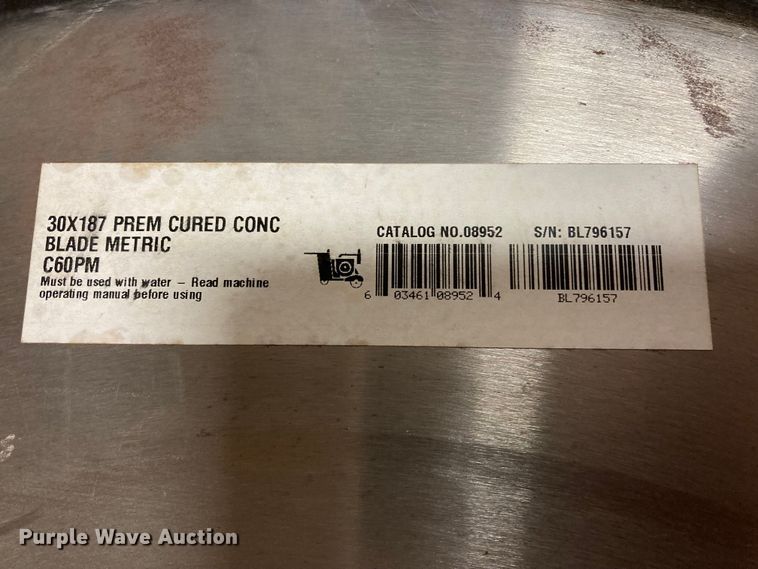 30X187 PREM CURED CONC
BLADE METRIC
C60PM
Must be used with water – Read machine
operating manual before using
CATALOG NO.08952 S/N: BL796157
6 03461 08952 4 BL796157
Purple Wave Auction